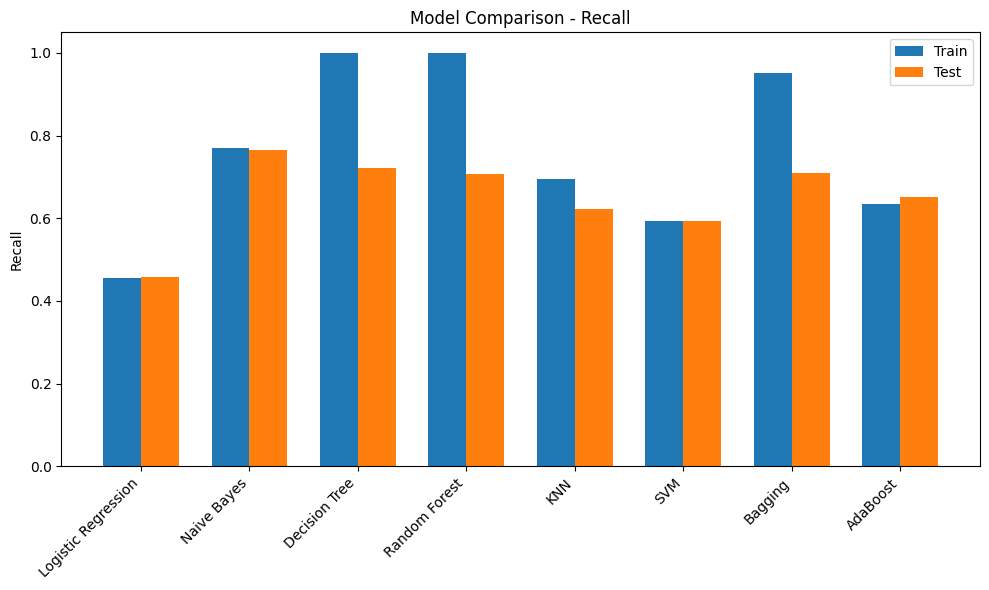 Model Comparison - Recall
Train
Test
Recall
1.0
0.8
0.6
0.4
0.2
0.0
Logistic Regression
Naive Bayes
Decision Tree
Random Forest
KNN
SVM
Bagging
AdaBoost